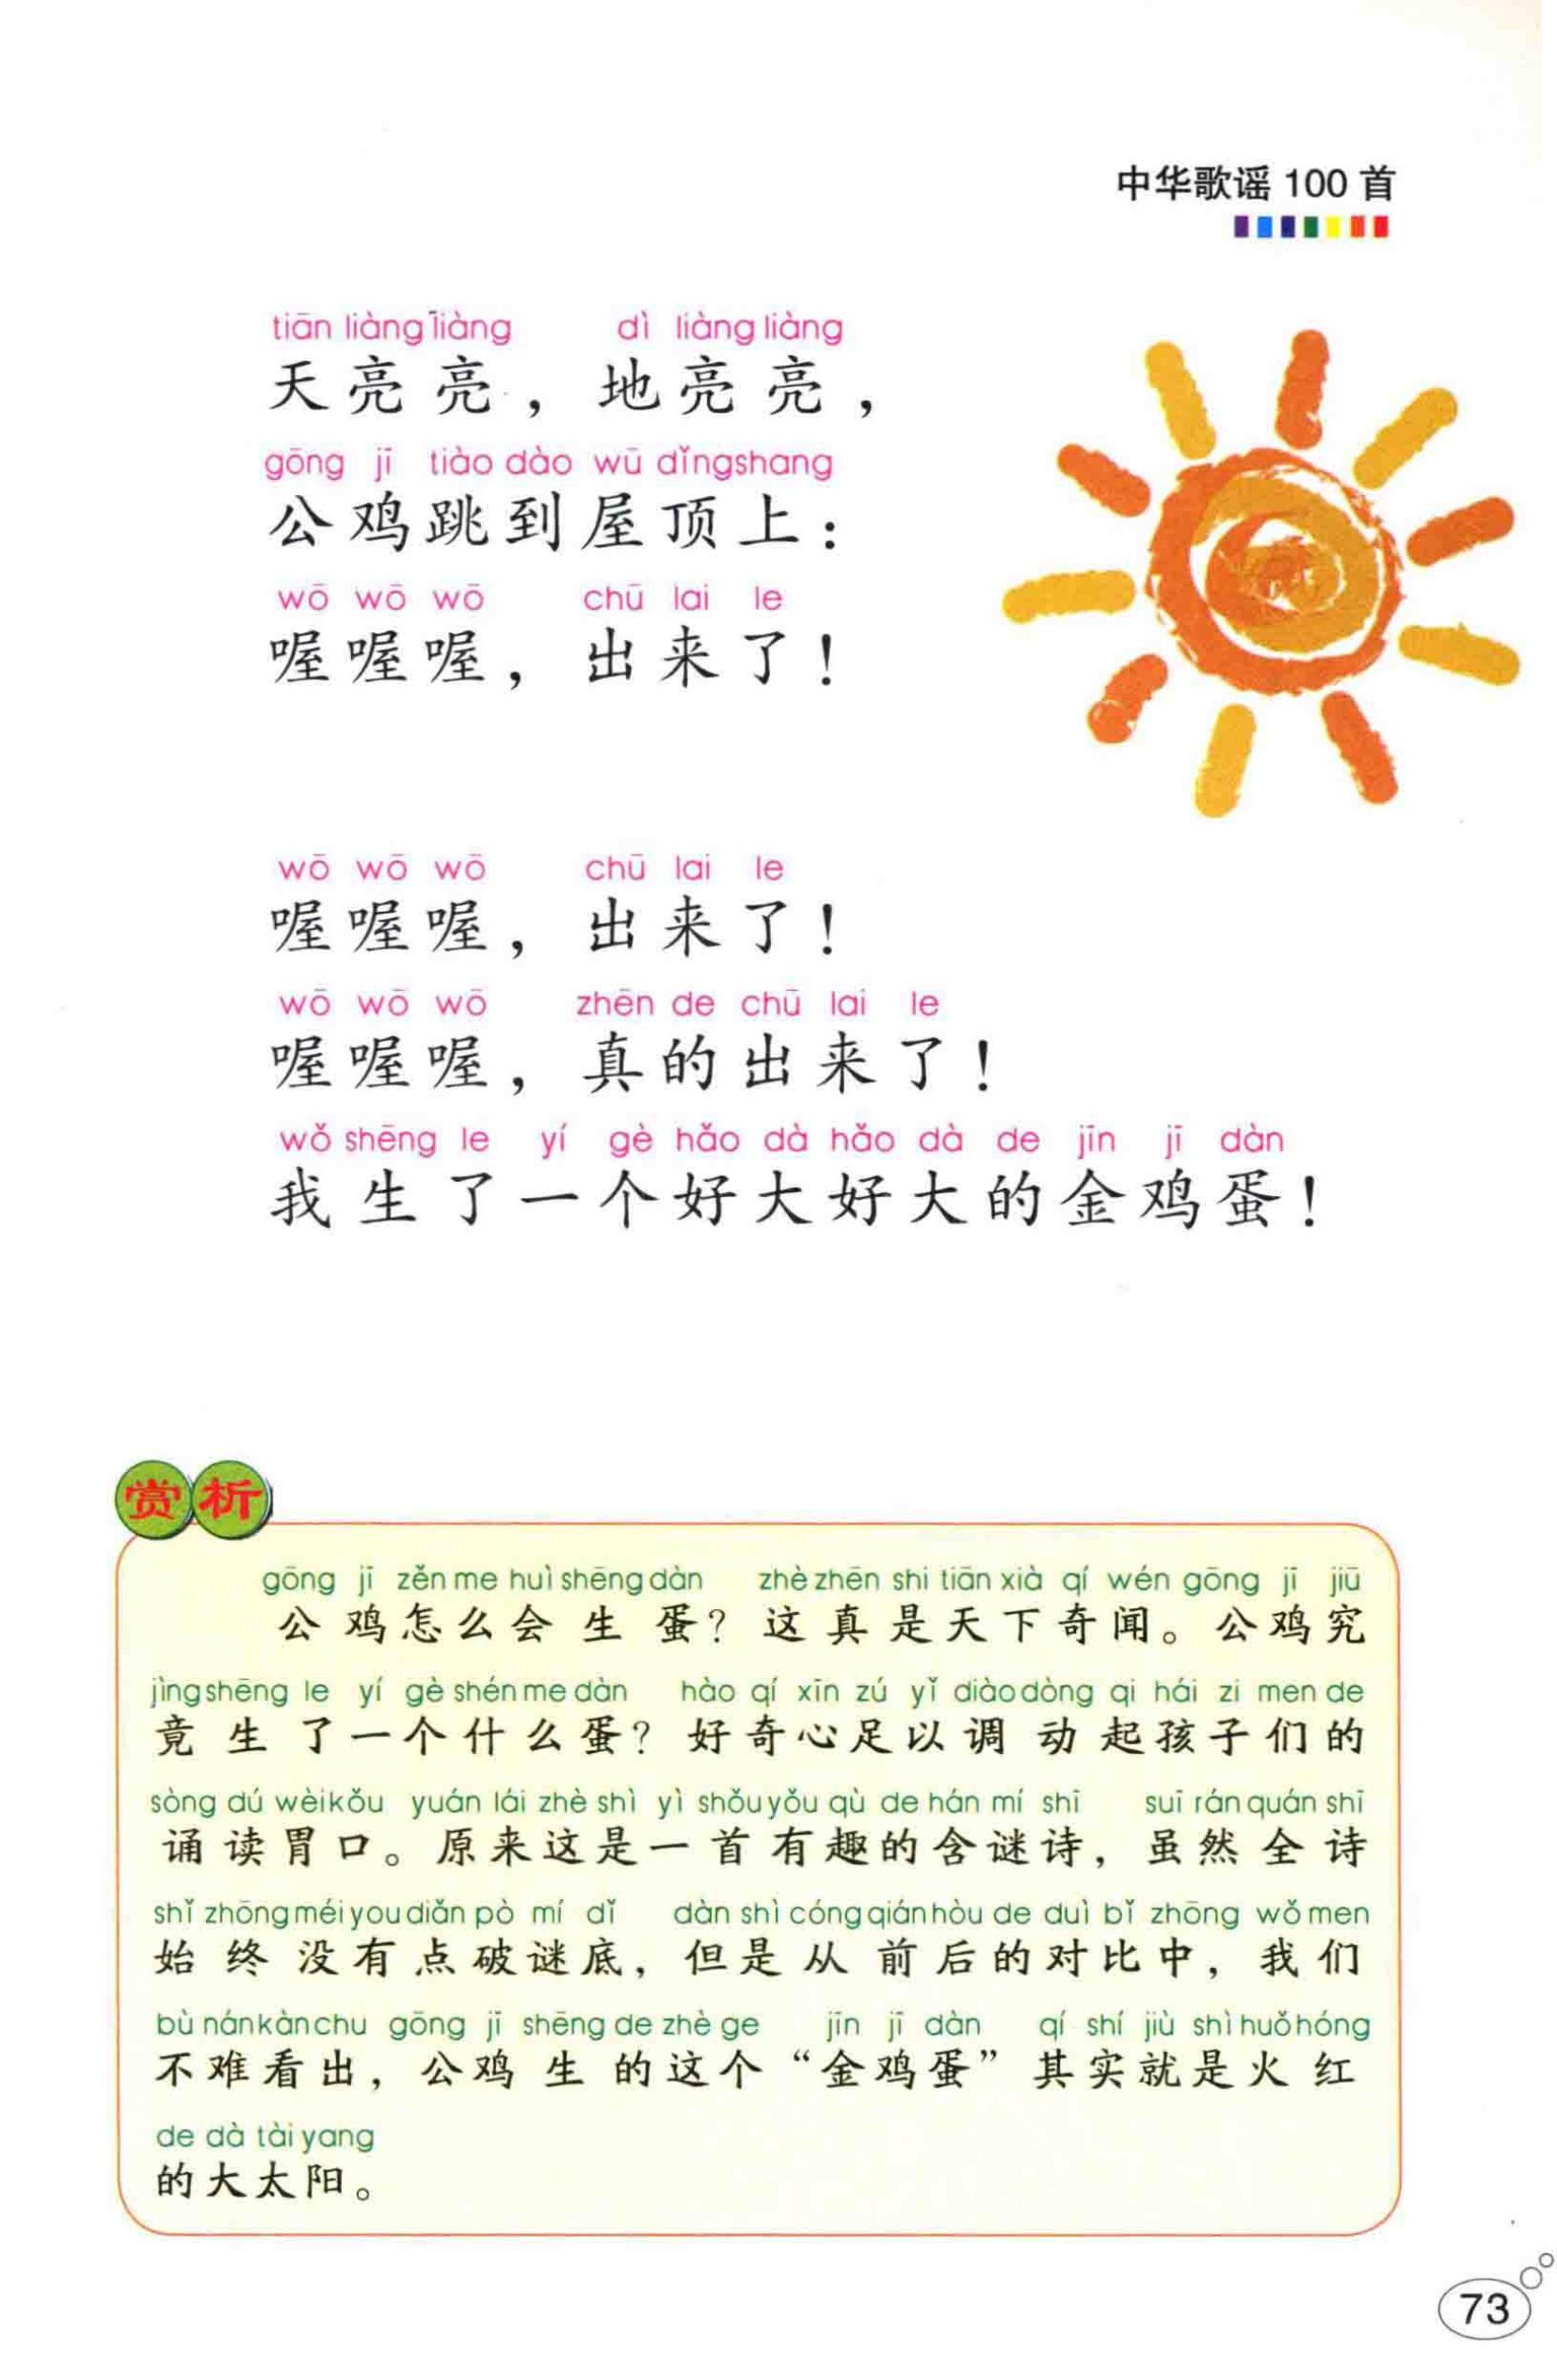 中华歌谣 100 首
tiān liàng liàng dì liàng liàng
天亮亮，地亮亮，
gōng jī tiào dào wū dǐngshang
公鸡跳到屋顶上：
wō wō wō chū lai le
喔喔喔，出来了！
wō wō wō chū lai le
喔喔喔，出来了！
wō wō wō zhēn de chū lai le
喔喔喔，真的出来了！
wǒ shēng le yí gè hǎo dà hǎo dà de jīn jī dàn
我生了一个好大好大的金鸡蛋！
赏析
gōng jī zěn me huì shēng dàn zhè zhēn shi tiān xià qí wén gōng jī jiū
公鸡怎么会生蛋？这真是天下奇闻。公鸡究
jìng shēng le yí gè shén me dàn hào qí xīn zú yǐ diào dòng qi hái zi men de
竟生了一个什么蛋？好奇心足以调动起孩子们的
sòng dú wèi kǒu yuán lái zhè shì yì shǒu yǒu qù de hán mí shī suī rán quán shī
诵读胃口。原来这是一首有趣的含谜诗，虽然全诗
shǐ zhōng méi you diǎn pò mí dǐ dàn shì cóng qián hòu de duì bǐ zhōng wǒ men
始终没有点破谜底，但是从前后的对比中，我们
bù nán kàn chu gōng jī shēng de zhè ge jīn jī dàn qí shí jiù shì huǒ hóng
不难看出，公鸡生的这个“金鸡蛋”其实就是火红
de dà tài yang
的大太阳。
73